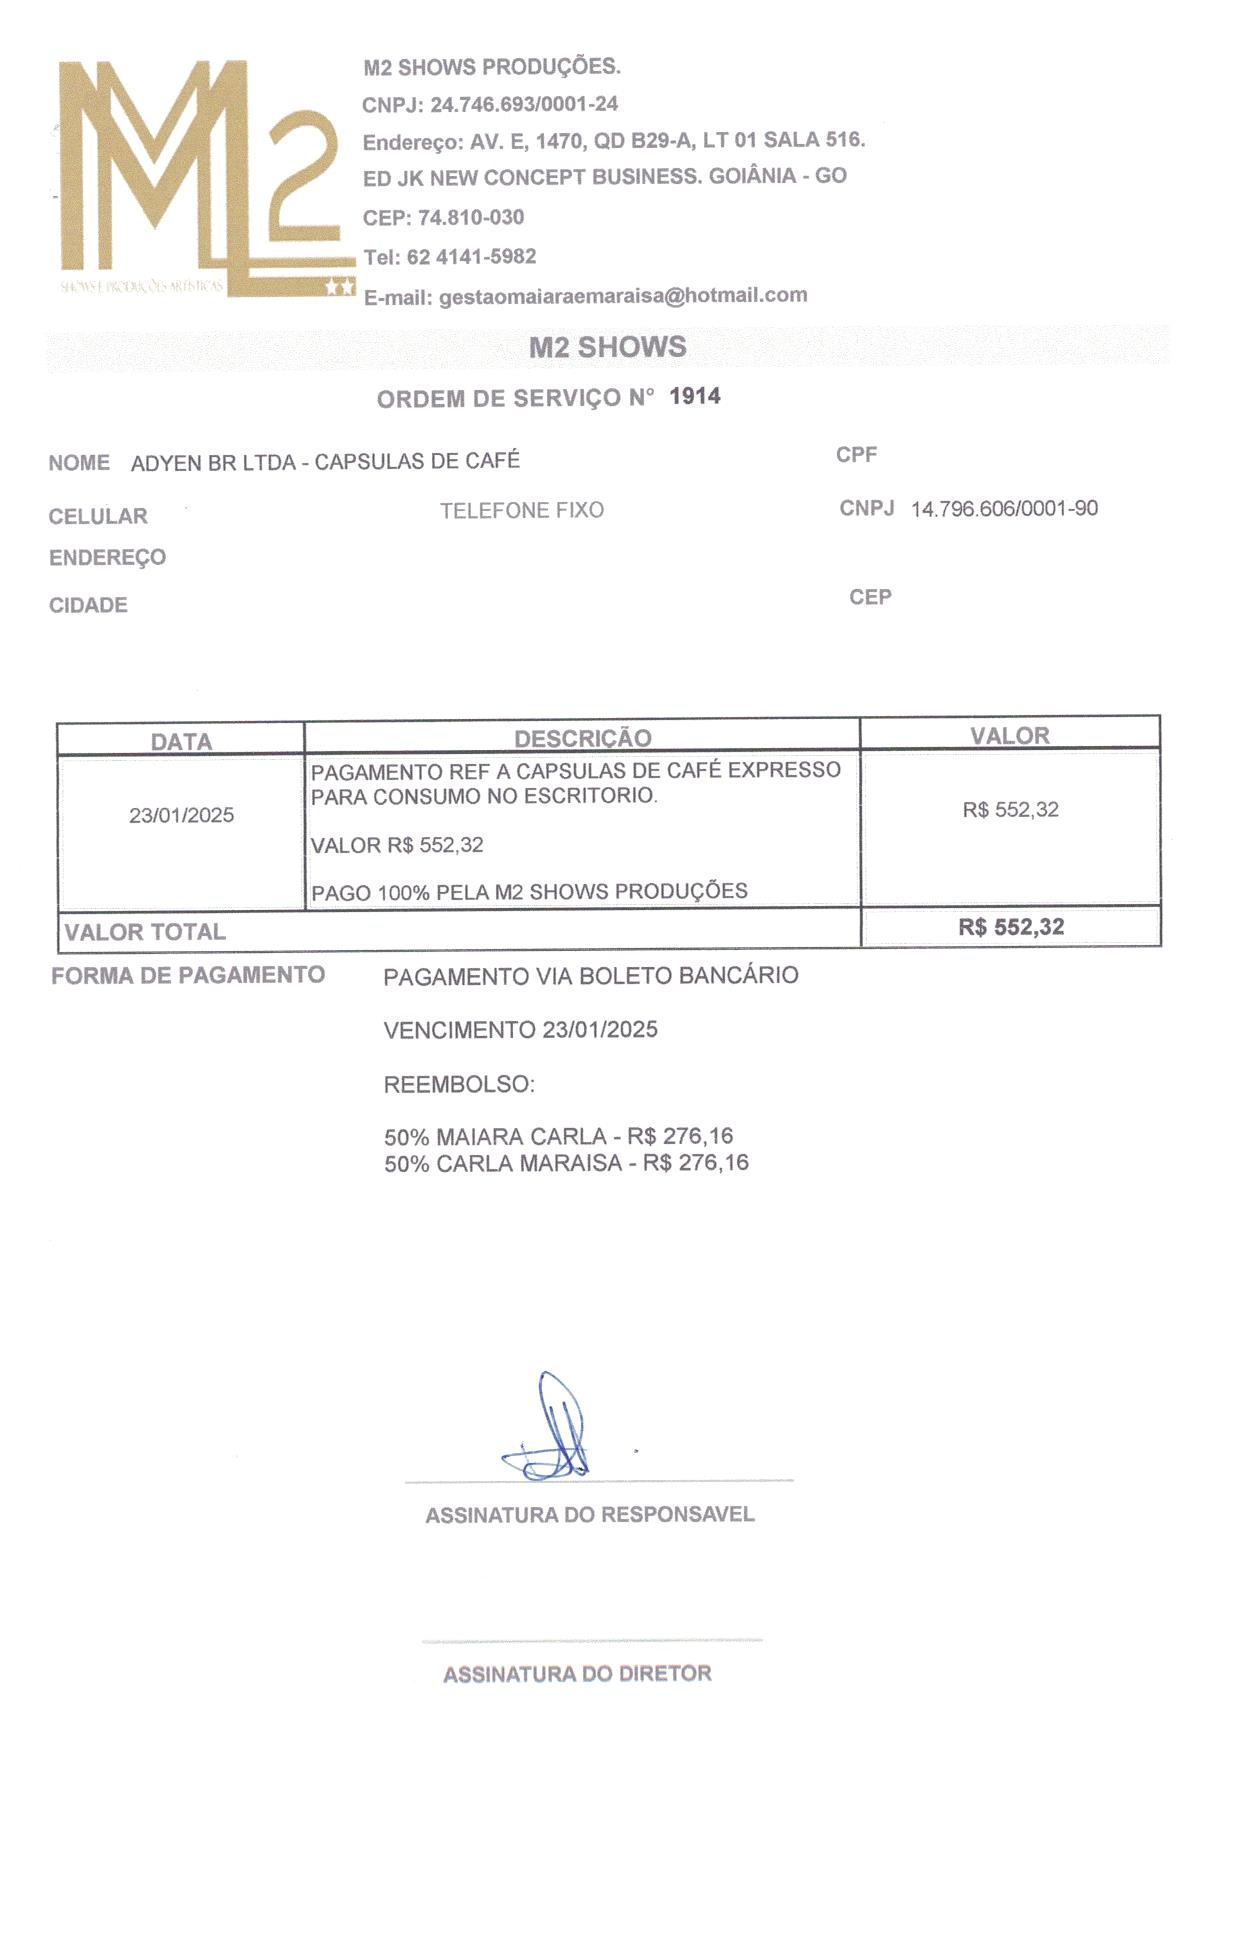 M2
SHOWS E PRODUÇÕES ARTÍSTICAS
M2 SHOWS PRODUÇÕES.
CNPJ: 24.746.693/0001-24
Endereço: AV. E, 1470, QD B29-A, LT 01 SALA 516.
ED JK NEW CONCEPT BUSINESS. GOIÂNIA - GO
CEP: 74.810-030
Tel: 62 4141-5982
E-mail: gestaomaiaraemaraisa@hotmail.com
M2 SHOWS
ORDEM DE SERVIÇO N° 1914
NOME ADYEN BR LTDA - CAPSULAS DE CAFÉ CPF
CELULAR TELEFONE FIXO CNPJ 14.796.606/0001-90
ENDEREÇO
CIDADE CEP
DATA DESCRIÇÃO VALOR
PAGAMENTO REF A CAPSULAS DE CAFÉ EXPRESSO
PARA CONSUMO NO ESCRITORIO.
23/01/2025 R$ 552,32
VALOR R$ 552,32
PAGO 100% PELA M2 SHOWS PRODUÇÕES
VALOR TOTAL R$ 552,32
FORMA DE PAGAMENTO PAGAMENTO VIA BOLETO BANCÁRIO
VENCIMENTO 23/01/2025
REEMBOLSO:
50% MAIARA CARLA - R$ 276,16
50% CARLA MARAISA - R$ 276,16
ASSINATURA DO RESPONSAVEL
ASSINATURA DO DIRETOR